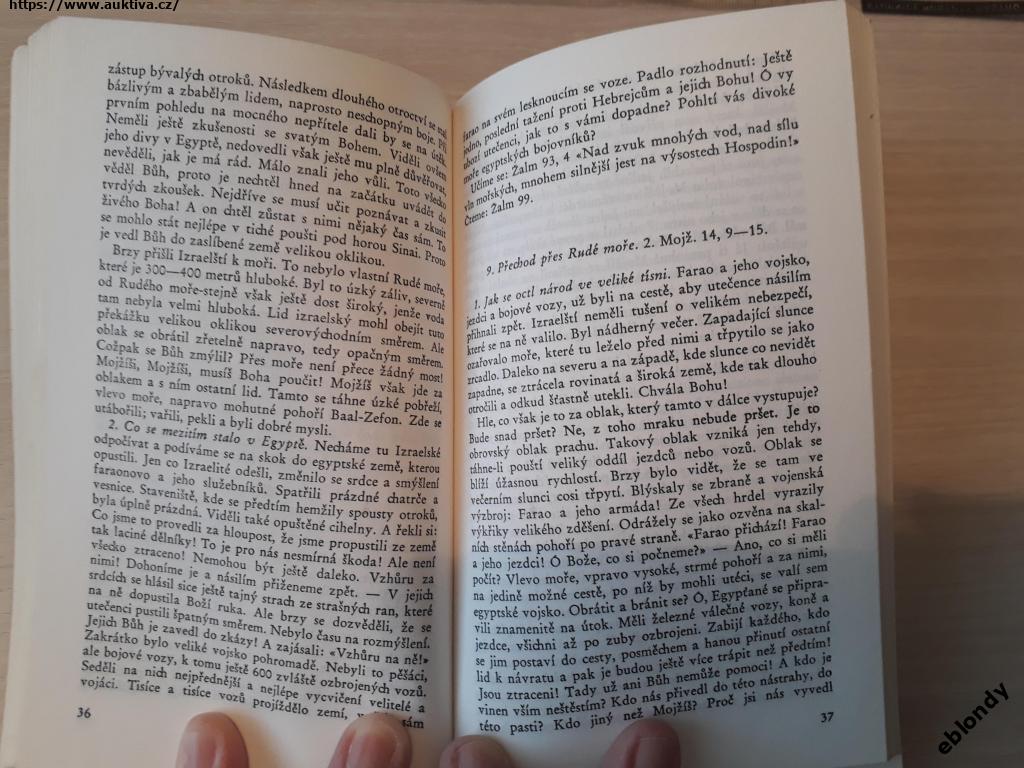 https://www.auktiva.cz/
zástup bývalých otroků. Následkem dlouhého otroctví se stal
bázlivým a zbabělým lidem, naprosto neschopným boje. Při
prvním pohledu na mocného nepřítele dali by se na útěk.
Neměli ještě zkušenosti se svatým Bohem. Viděli ovšem
jeho divy v Egyptě, nedovedli však ještě mu plně důvěřovat,
nevěděli, jak je má rád. Málo znali jeho vůli. Toto všecko
věděl Bůh, proto je nechtěl hned na začátku uvádět do
tvrdých zkoušek. Nejdříve se musí učit poznávat a zkusit
živého Boha! A on chtěl zůstat s nimi nějaký čas sám. To
se mohlo stát nejlépe v tiché poušti pod horou Sinai. Proto
je vedl Bůh do zaslíbené země velikou oklikou.
Brzy přišli Izraelští k moři. To nebylo vlastní Rudé moře,
které je 300—400 metrů hluboké. Byl to úzký záliv, severně
od Rudého moře-stejně však ještě dost široký, jenže voda
tam nebyla velmi hluboká. Lid izraelský mohl obejít tuto
překážku velikou oklikou severovýchodním směrem. Ale
oblak se obrátil zřetelně napravo, tedy opačným směrem.
Cožpak se Bůh zmýlil? Přes moře není přece žádný most!
Mojžíši, Mojžíši, musíš Boha poučit! Mojžíš však jde za
oblakem a s ním ostatní lid. Tamto se táhne úzké pobřeží,
vlevo moře, napravo mohutné pohoří Baal-Zefon. Zde se
utábořili; vařili, pekli a byli dobré mysli.
2. Co se mezitím stalo v Egyptě. Necháme tu Izraelské
odpočívat a podíváme se na skok do egyptské země, kterou
opustili. Jen co Izraelité odešli, změnilo se srdce a smýšlení
faraonovo a jeho služebníků. Spatřili prázdné chatrče a
vesnice. Staveniště, kde se předtím hemžily spousty otroků,
byla úplně prázdná. Viděli také opuštěné cihelny. A řekli si:
Co jsme to provedli za hloupost, že jsme propustili ze země
tak laciné dělníky! To je pro nás nesmírná škoda! Ale není
všecko ztraceno! Nemohou být ještě daleko. Vzhůru za
nimi! Dohoníme je a násilím přiženeme zpět. — V jejich
srdcích se hlásil sice ještě tajný strach ze strašných ran, které
na ně dopustila Boží ruka. Ale brzy se dozvěděli, že se
utečenci pustili špatným směrem. Nebylo času na rozmýšlení.
Jejich Bůh je zavedl do zkázy! A zajásali: «Vzhůru na ně!»
Zakrátko bylo veliké vojsko pohromadě. Nebyli to pěšáci,
ale bojové vozy, k tomu ještě 600 zvláště ozbrojených vozů.
Seděli na nich nejpřednější a nejlépe vycvičení velitelé a
vojáci. Tisíce a tisíce vozů projíždělo zemí, v sám
36
farao na svém lesknoucím se voze. Padlo rozhodnutí: Ještě
jedno, poslední tažení proti Hebrejcům a jejich Bohu! Ó vy
ubozí utečenci, jak to s vámi dopadne? Pohltí vás divoké
moře egyptských bojovníků?
Učíme se: Žalm 93, 4 «Nad zvuk mnohých vod, nad sílu
vln mořských, mnohem silnější jest na výsostech Hospodin!»
Čteme: Žalm 99.
9. Přechod přes Rudé moře. 2. Mojž. 14, 9—15.
1. Jak se octl národ ve veliké tísni. Farao a jeho vojsko,
jezdci a bojové vozy, už byli na cestě, aby utečence násilím
přihnali zpět. Izraelští neměli tušení o velikém nebezpečí,
které se na ně valilo. Byl nádherný večer. Zapadající slunce
ozařovalo moře, které tu leželo před nimi a třpytilo se jako
zrcadlo. Daleko na severu a na západě, kde slunce co nevidět
zapadne, se ztrácela rovinatá a široká země, kde tak dlouho
otročili a odkud šťastně utekli. Chvála Bohu!
Hle, co však je to za oblak, který tamto v dálce vystupuje?
Bude snad pršet? Ne, z toho mraku nebude pršet. Je to
obrovský oblak prachu. Takový oblak vzniká jen tehdy,
táhne-li pouští veliký oddíl jezdců nebo vozů. Oblak se
blíží úžasnou rychlostí. Brzy bylo vidět, že se tam ve
večerním slunci cosi třpytí. Blýskaly se zbraně a vojenská
výzbroj: Farao a jeho armáda! Ze všech hrdel vyrazily
výkřiky velikého zděšení. Odrážely se jako ozvěna na skal-
ních stěnách pohoří po pravé straně. «Farao přichází! Farao
a jeho jezdci! Ó Bože, co si počneme?» — Ano, co si měli
počít? Vlevo moře, vpravo vysoké, strmé pohoří a za nimi,
na jedině možné cestě, po níž by mohli utéci, se valí sem
egyptské vojsko. Obrátit a bránit se? Ó, Egypťané se připra-
vili znamenitě na útok. Měli železné válečné vozy, koně a
jezdce, všichni až po zuby ozbrojeni. Zabijí každého, kdo
se jim postaví do cesty, posměchem a hanou přinutí ostatní
lid k návratu a pak je budou ještě více trápit než předtím!
Jsou ztraceni! Tady už ani Bůh nemůže pomoci! A kdo je
vinen vším neštěstím? Kdo nás přivedl do této nástrahy, do
této pasti? Kdo jiný než Mojžíš? Proč jsi nás vyvedl
37
eblondy